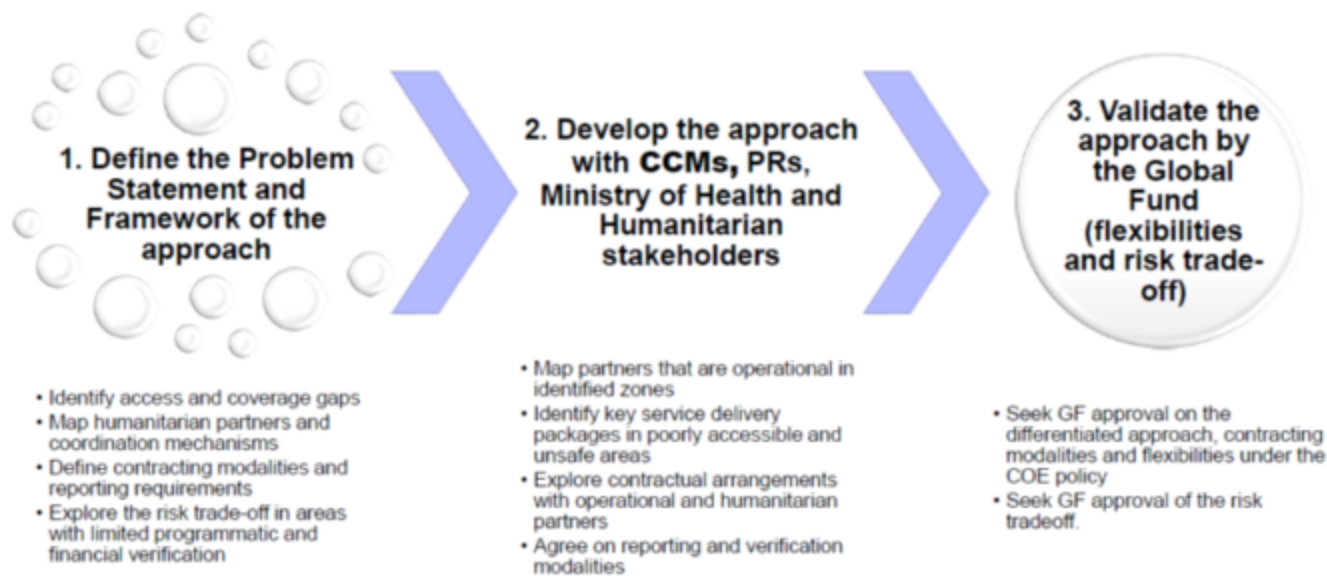 1. Define the Problem
Statement and
Framework of the
approach
• Identify access and coverage gaps
• Map humanitarian partners and
coordination mechanisms
• Define contracting modalities and
reporting requirements
• Explore the risk trade-off in areas
with limited programmatic and
financial verification
2. Develop the approach
with CCMs, PRs,
Ministry of Health and
Humanitarian
stakeholders
• Map partners that are operational in
identified zones
• Identify key service delivery
packages in poorly accessible and
unsafe areas
• Explore contractual arrangements
with operational and humanitarian
partners
• Agree on reporting and verification
modalities
3. Validate the
approach by
the Global
Fund
(flexibilities
and risk trade-
off)
• Seek GF approval on the
differentiated approach, contracting
modalities and flexibilities under the
COE policy
• Seek GF approval of the risk
tradeoff.